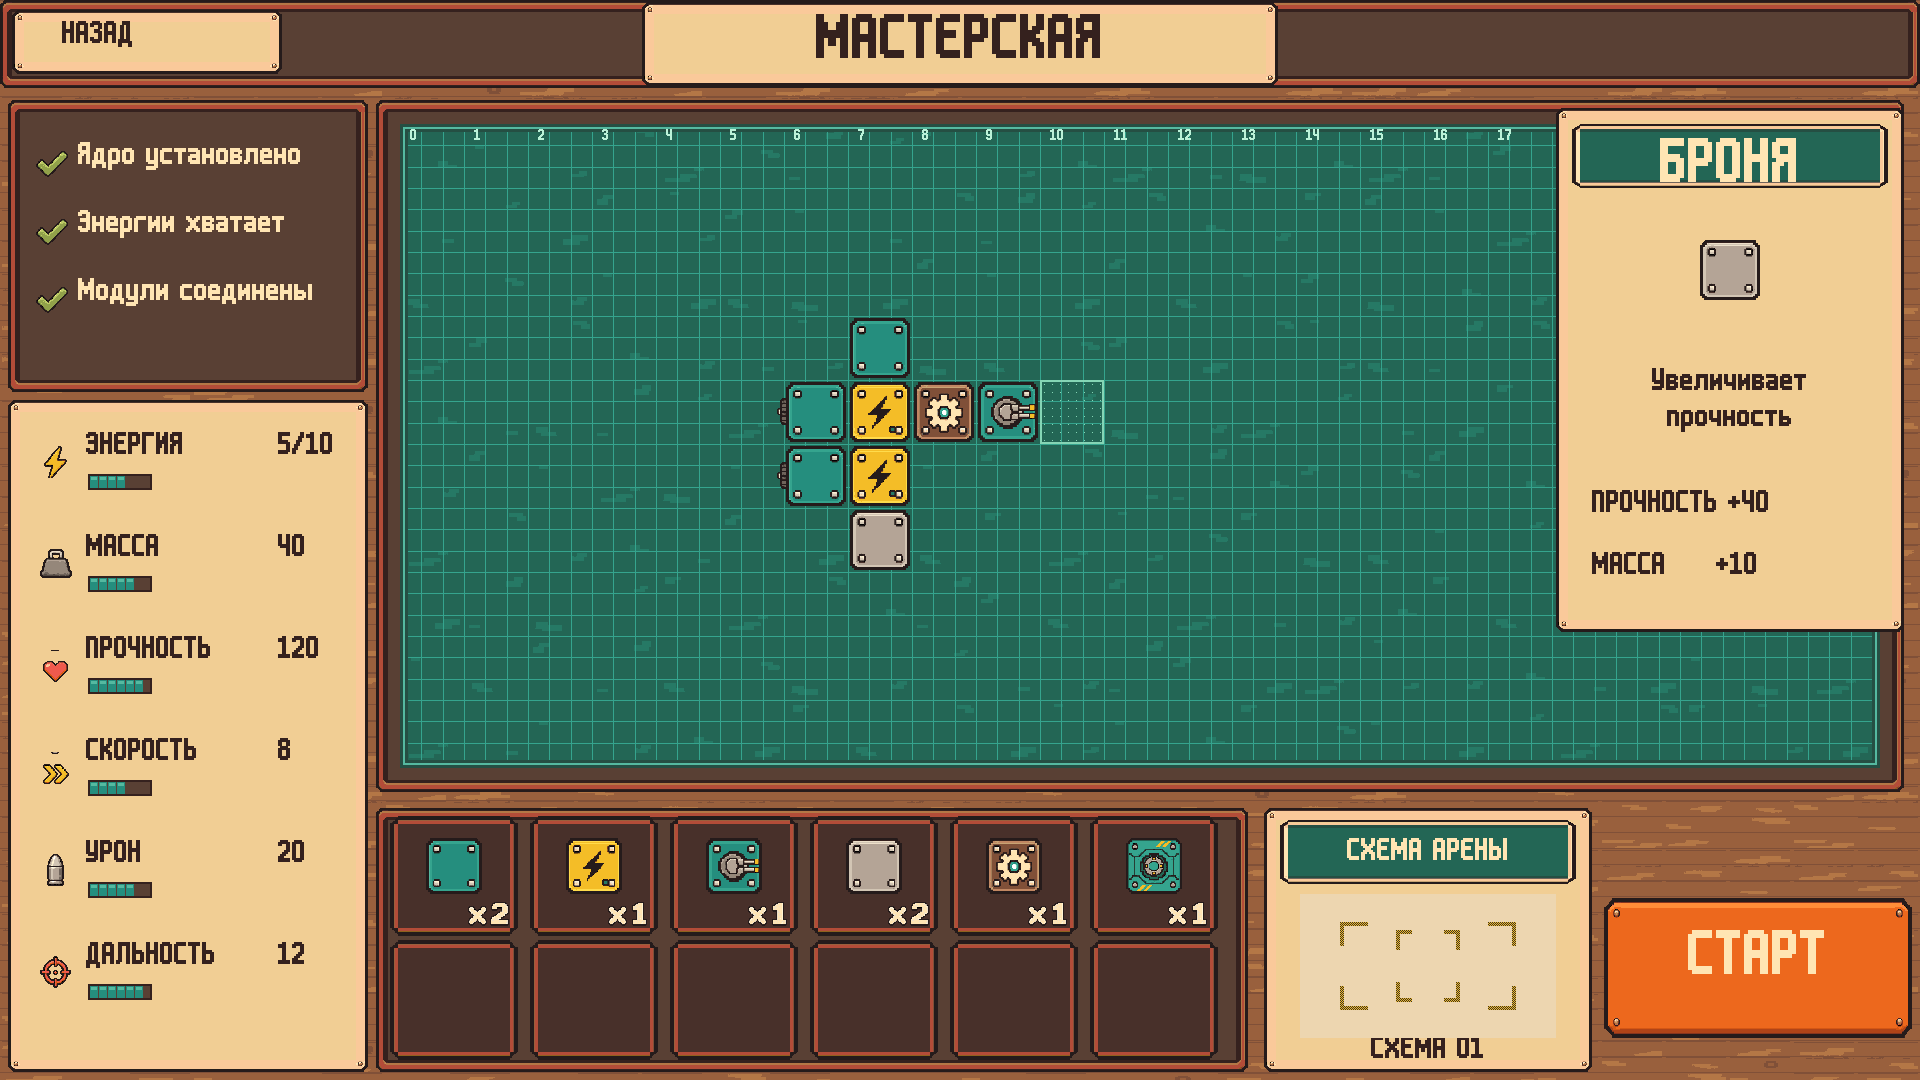 НАЗАД
МАСТЕРСКАЯ
Ядро установлено
Энергии хватает
Модули соединены
ЭНЕРГИЯ 5/10
МАССА 40
ПРОЧНОСТЬ 120
СКОРОСТЬ 8
УРОН 20
ДАЛЬНОСТЬ 12
0 1 2 3 4 5 6 7 8 9 10 11 12 13 14 15 16 17
БРОНЯ
Увеличивает
прочность
ПРОЧНОСТЬ +40
МАССА +10
x2 x1 x1 x2 x1 x1
СХЕМА АРЕНЫ
СХЕМА 01
СТАРТ